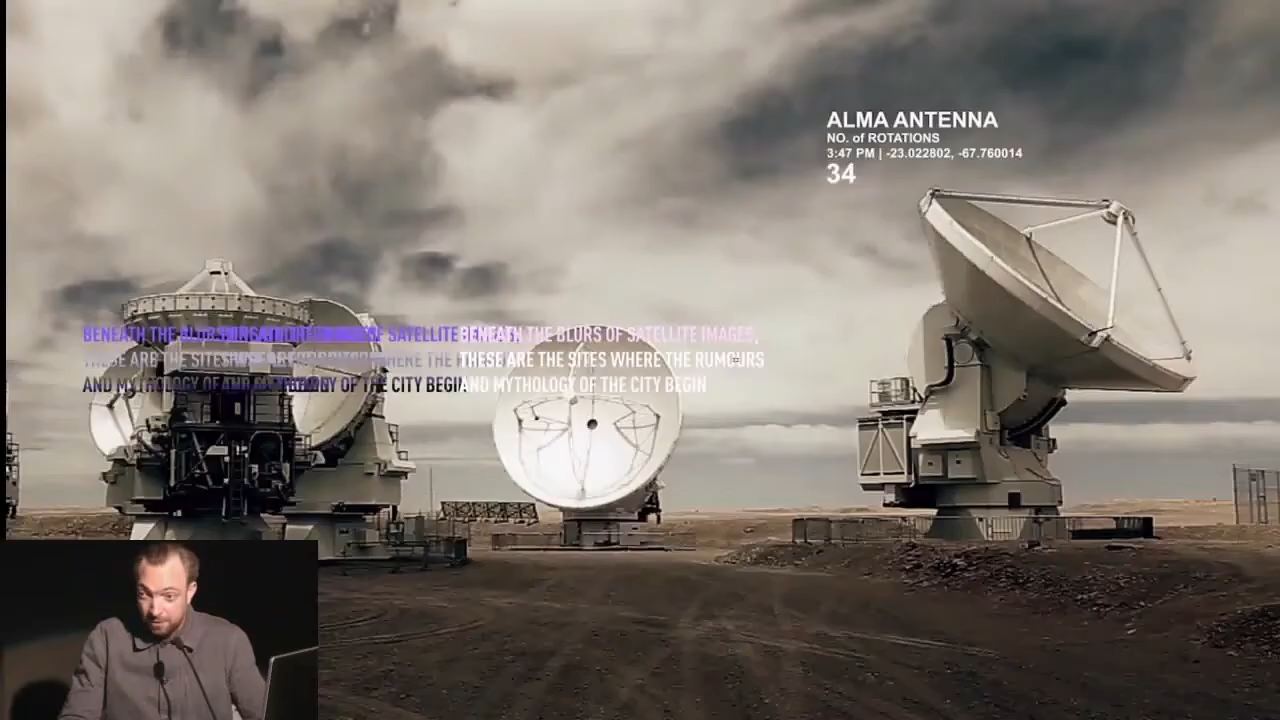 ALMA ANTENNA
NO. of ROTATIONS
3:47 PM | -23.022802, -67.760014
34
BENEATH THE BLURS OF SATELLITE IMAGES,
THESE ARE THE SITES WHERE THE RUMOURS
AND MYTHOLOGY OF THE CITY BEGIN